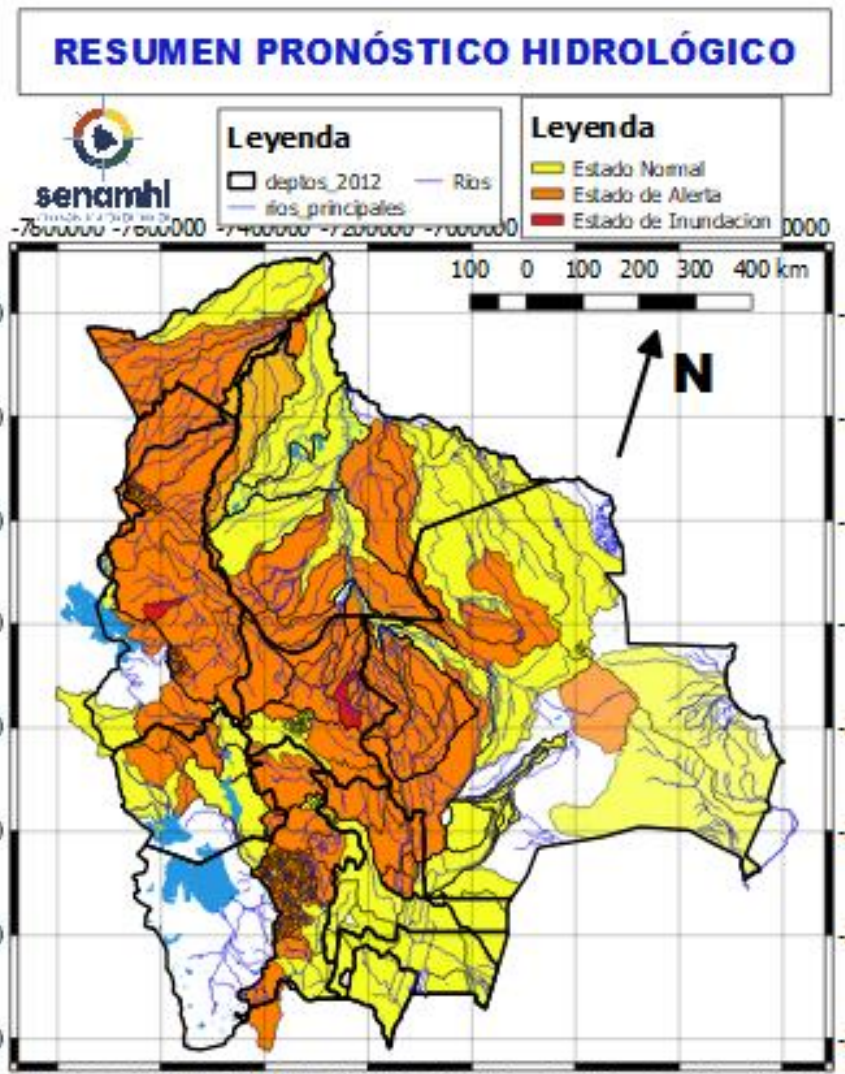 RESUMEN PRONÓSTICO HIDROLÓGICO
senamhi
Leyenda
deptos_2012
Rios
rios_principales
Leyenda
Estado Normal
Estado de Alerta
Estado de Inundacion
-7600000
-7400000
-7200000
-7000000
100 0 100 200 300 400 km
N